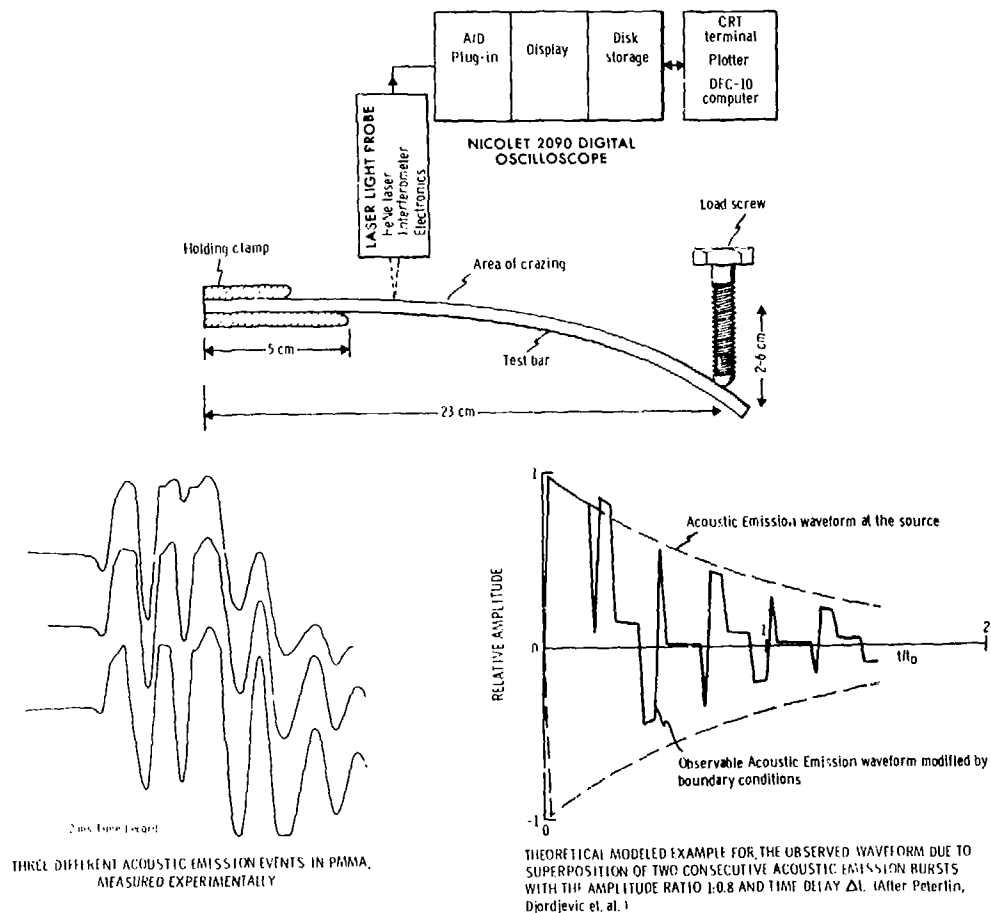 A/D
Plug-in
Display
Disk
storage
CRT
terminal
Plotter
DEC-10
computer
NICOLET 2090 DIGITAL
OSCILLOSCOPE
LASER LIGHT PROBE
HeNe laser
Interferometer
Electronics
Load screw
Holding clamp
Area of crazing
5 cm
Test bar
2-6 cm
23 cm
2 ms Time record
THREE DIFFERENT ACOUSTIC EMISSION EVENTS IN PMMA,
MEASURED EXPERIMENTALLY
1
Acoustic Emission waveform at the source
RELATIVE AMPLITUDE
0
1
2
t/t₀
Observable Acoustic Emission waveform modified by
boundary conditions
-1
0
THEORETICAL MODELED EXAMPLE FOR THE OBSERVED WAVEFORM DUE TO
SUPERPOSITION OF TWO CONSECUTIVE ACOUSTIC EMISSION BURSTS
WITH THE AMPLITUDE RATIO 1:0.8 AND TIME DELAY Δt. (After Peterlin,
Djordjevic et. al.)